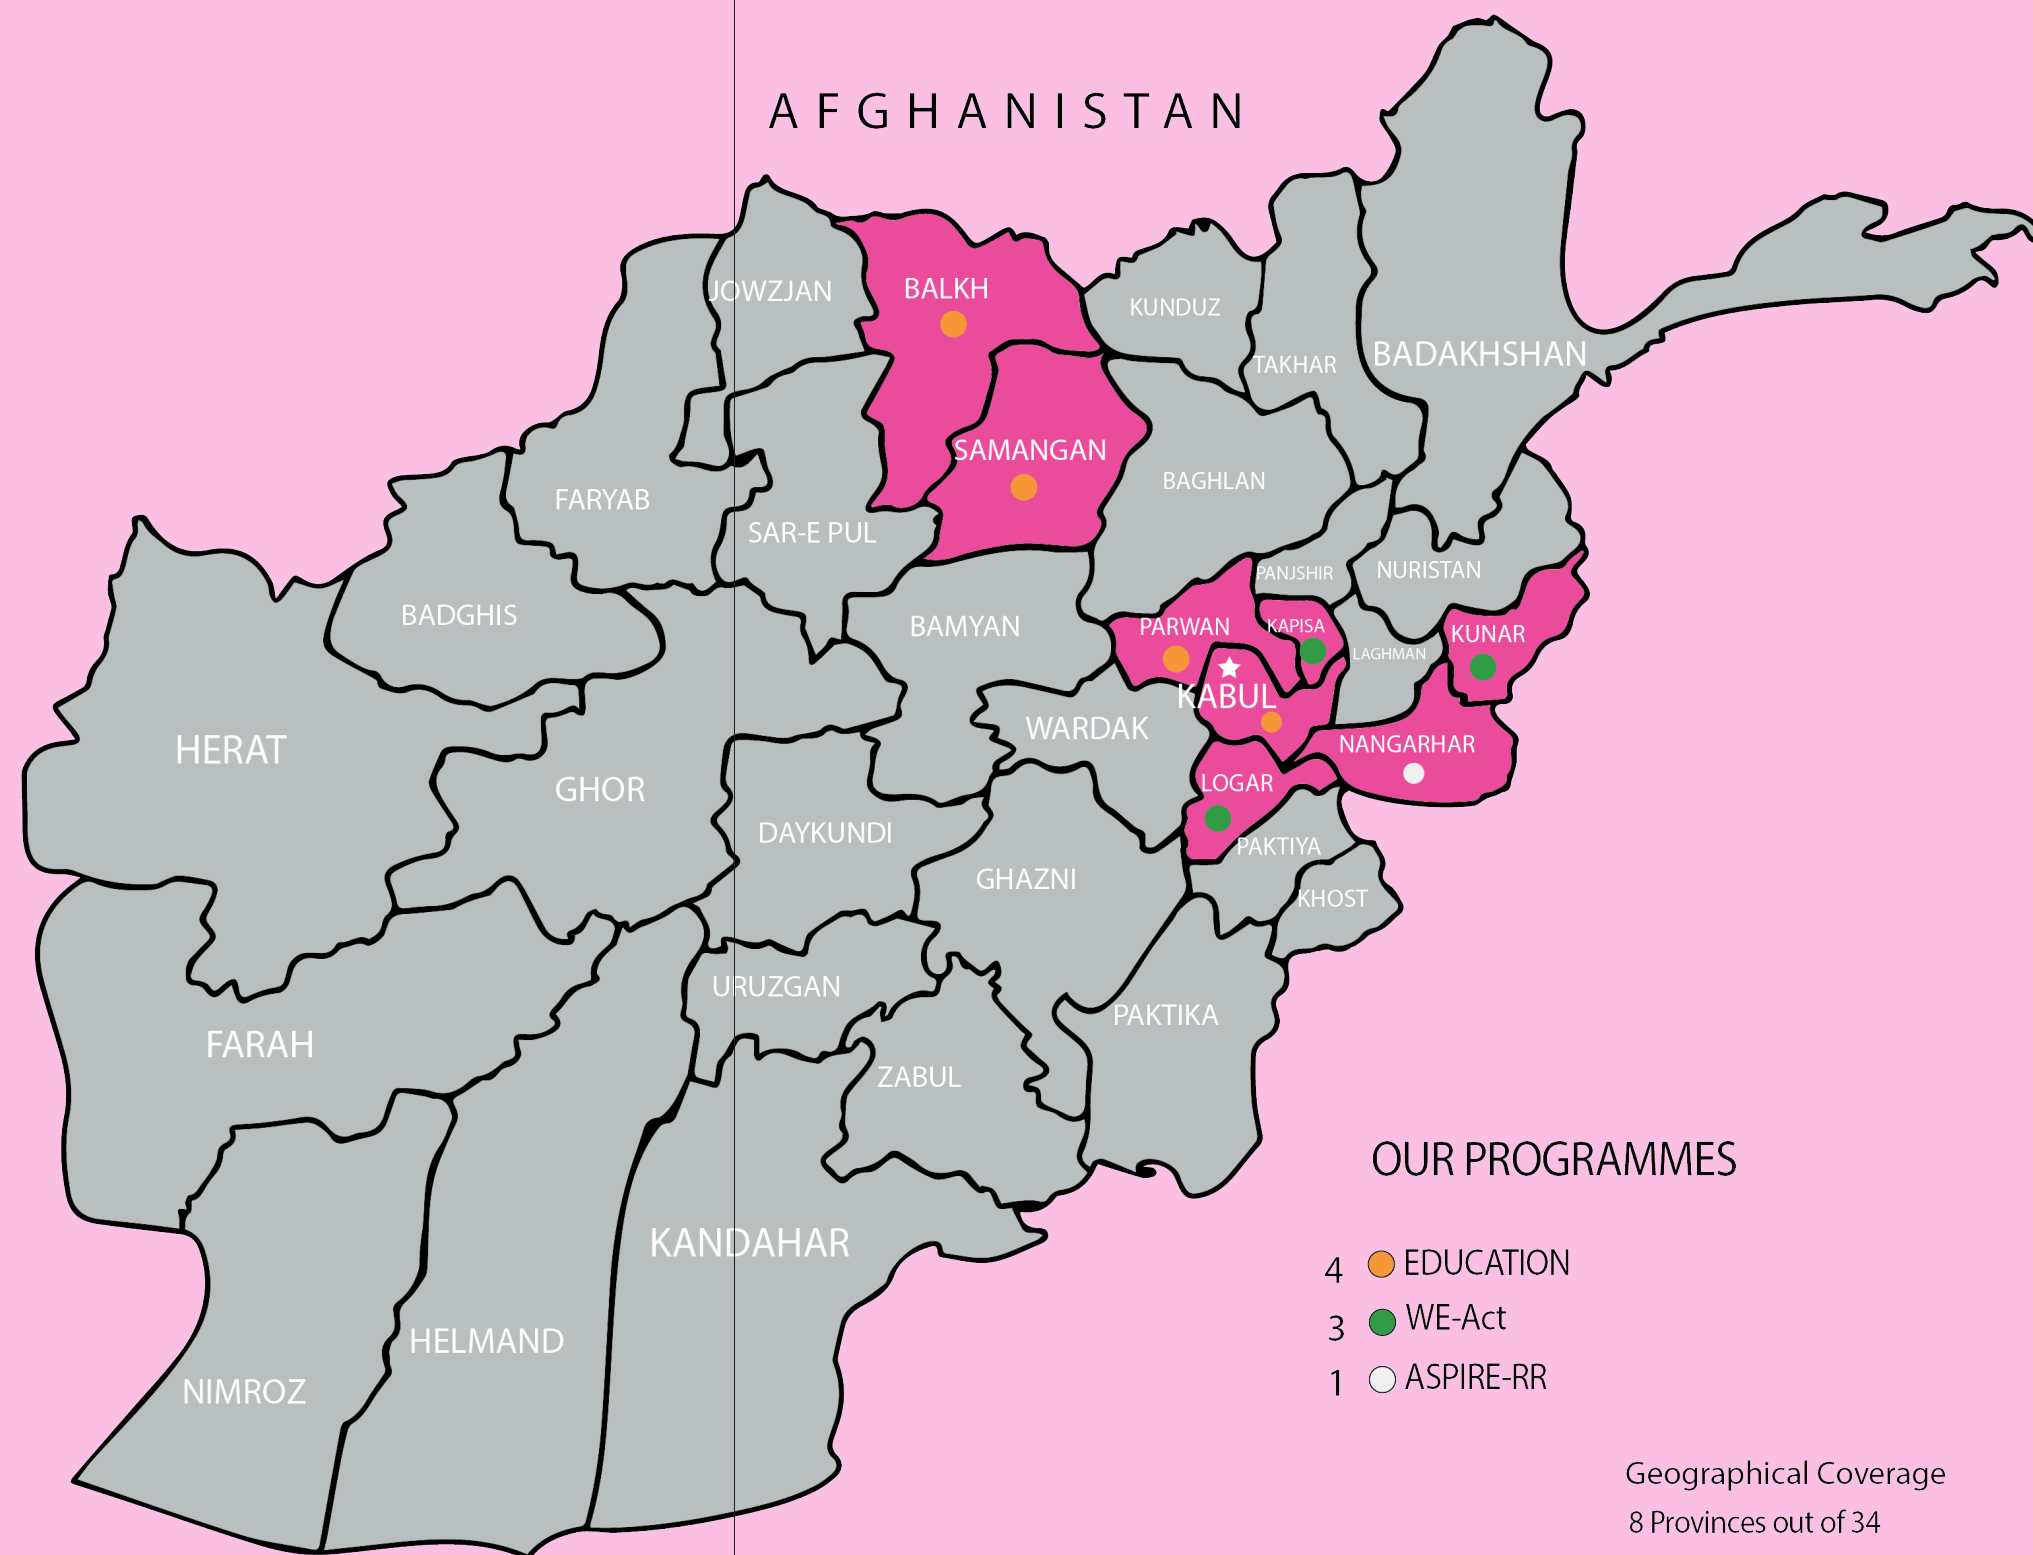 AFGHANISTAN
JOWZJAN
BALKH
KUNDUZ
TAKHAR
BADAKHSHAN
SAMANGAN
BAGHLAN
FARYAB
SAR-E PUL
PANJSHIR
NURISTAN
BADGHIS
BAMYAN
PARWAN
KAPISA
KUNAR
LAGHMAN
KABUL
WARDAK
HERAT
NANGARHAR
GHOR
LOGAR
DAYKUNDI
PAKTIYA
GHAZNI
KHOST
URUZGAN
PAKTIKA
FARAH
ZABUL
KANDAHAR
HELMAND
NIMROZ
OUR PROGRAMMES
4 EDUCATION
3 WE-Act
1 ASPIRE-RR
Geographical Coverage
8 Provinces out of 34